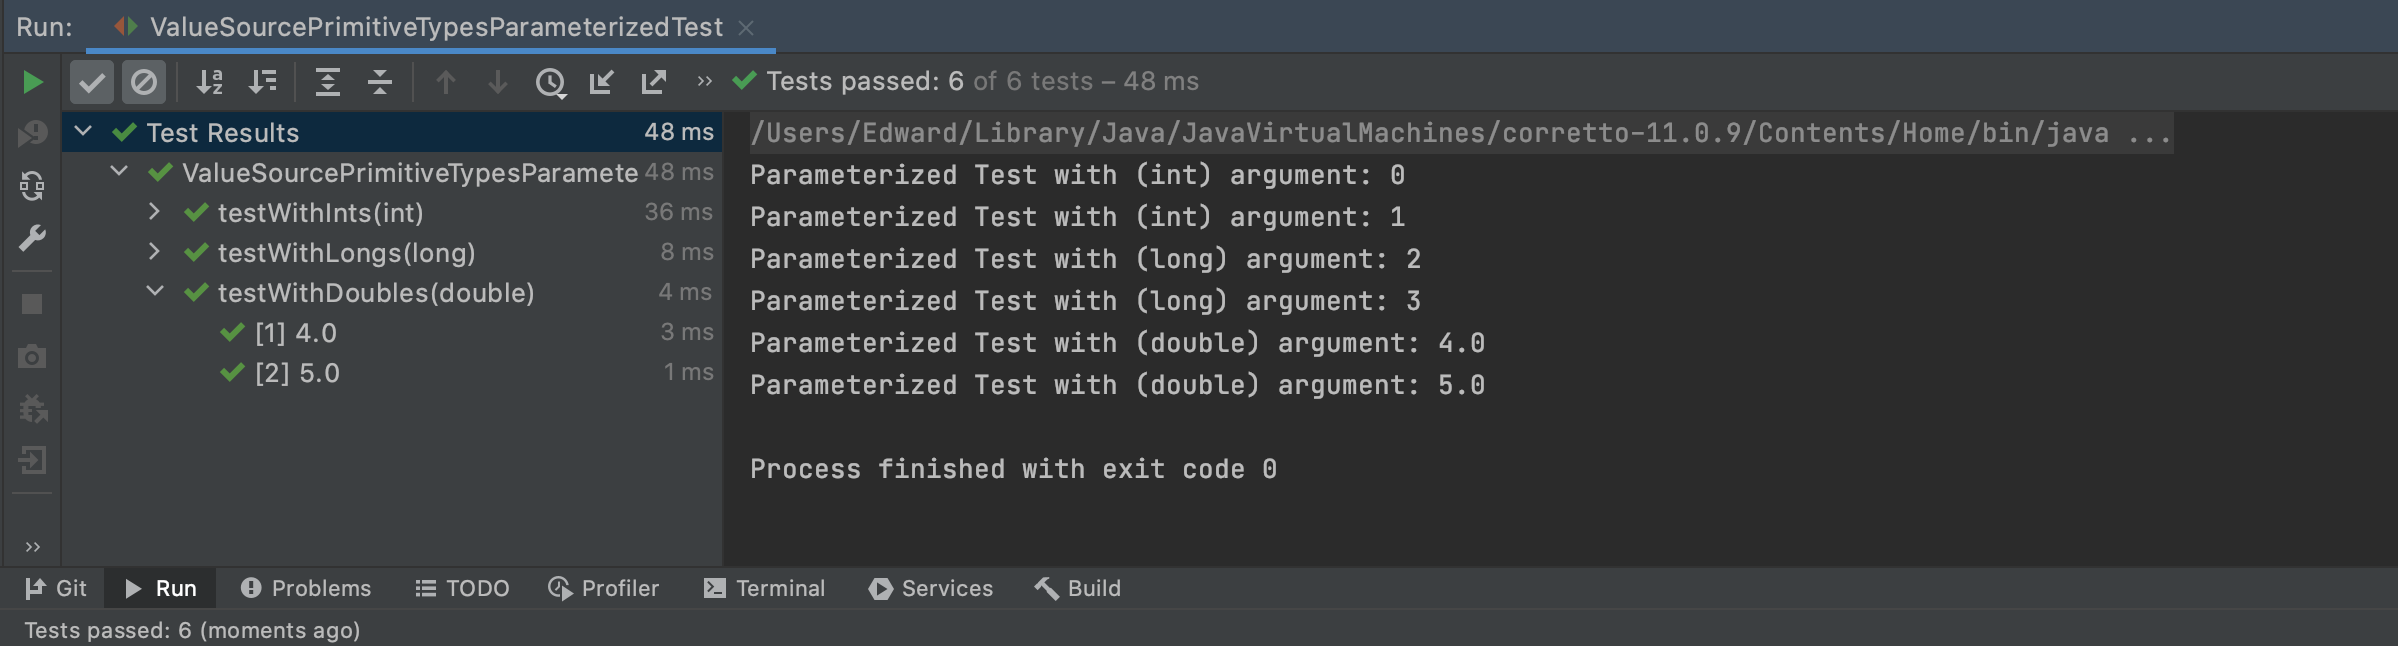 Run: ValueSourcePrimitiveTypesParameterizedTest
Tests passed: 6 of 6 tests – 48 ms
Test Results 48 ms
ValueSourcePrimitiveTypesParamete 48 ms
testWithInts(int) 36 ms
testWithLongs(long) 8 ms
testWithDoubles(double) 4 ms
[1] 4.0 3 ms
[2] 5.0 1 ms
/Users/Edward/Library/Java/JavaVirtualMachines/corretto-11.0.9/Contents/Home/bin/java ...
Parameterized Test with (int) argument: 0
Parameterized Test with (int) argument: 1
Parameterized Test with (long) argument: 2
Parameterized Test with (long) argument: 3
Parameterized Test with (double) argument: 4.0
Parameterized Test with (double) argument: 5.0
Process finished with exit code 0
Git Run Problems TODO Profiler Terminal Services Build
Tests passed: 6 (moments ago)